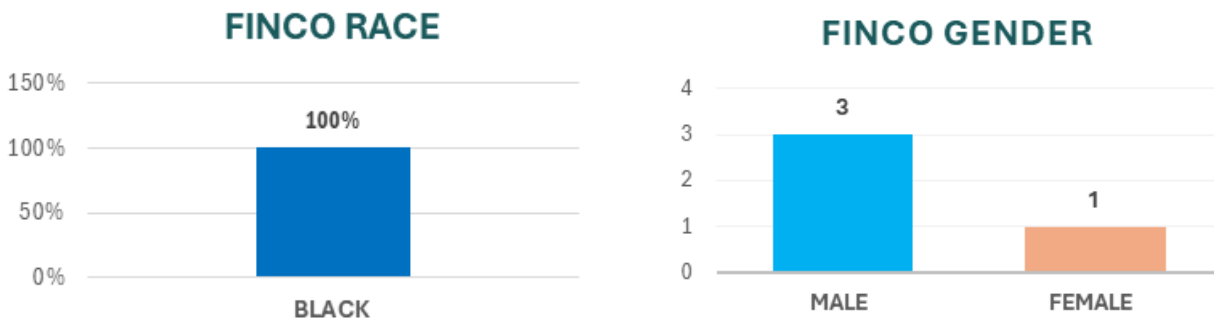 FINCO RACE
150%
100%
100%
50%
0%
BLACK
FINCO GENDER
4
3
3
2
1
1
0
MALE
FEMALE